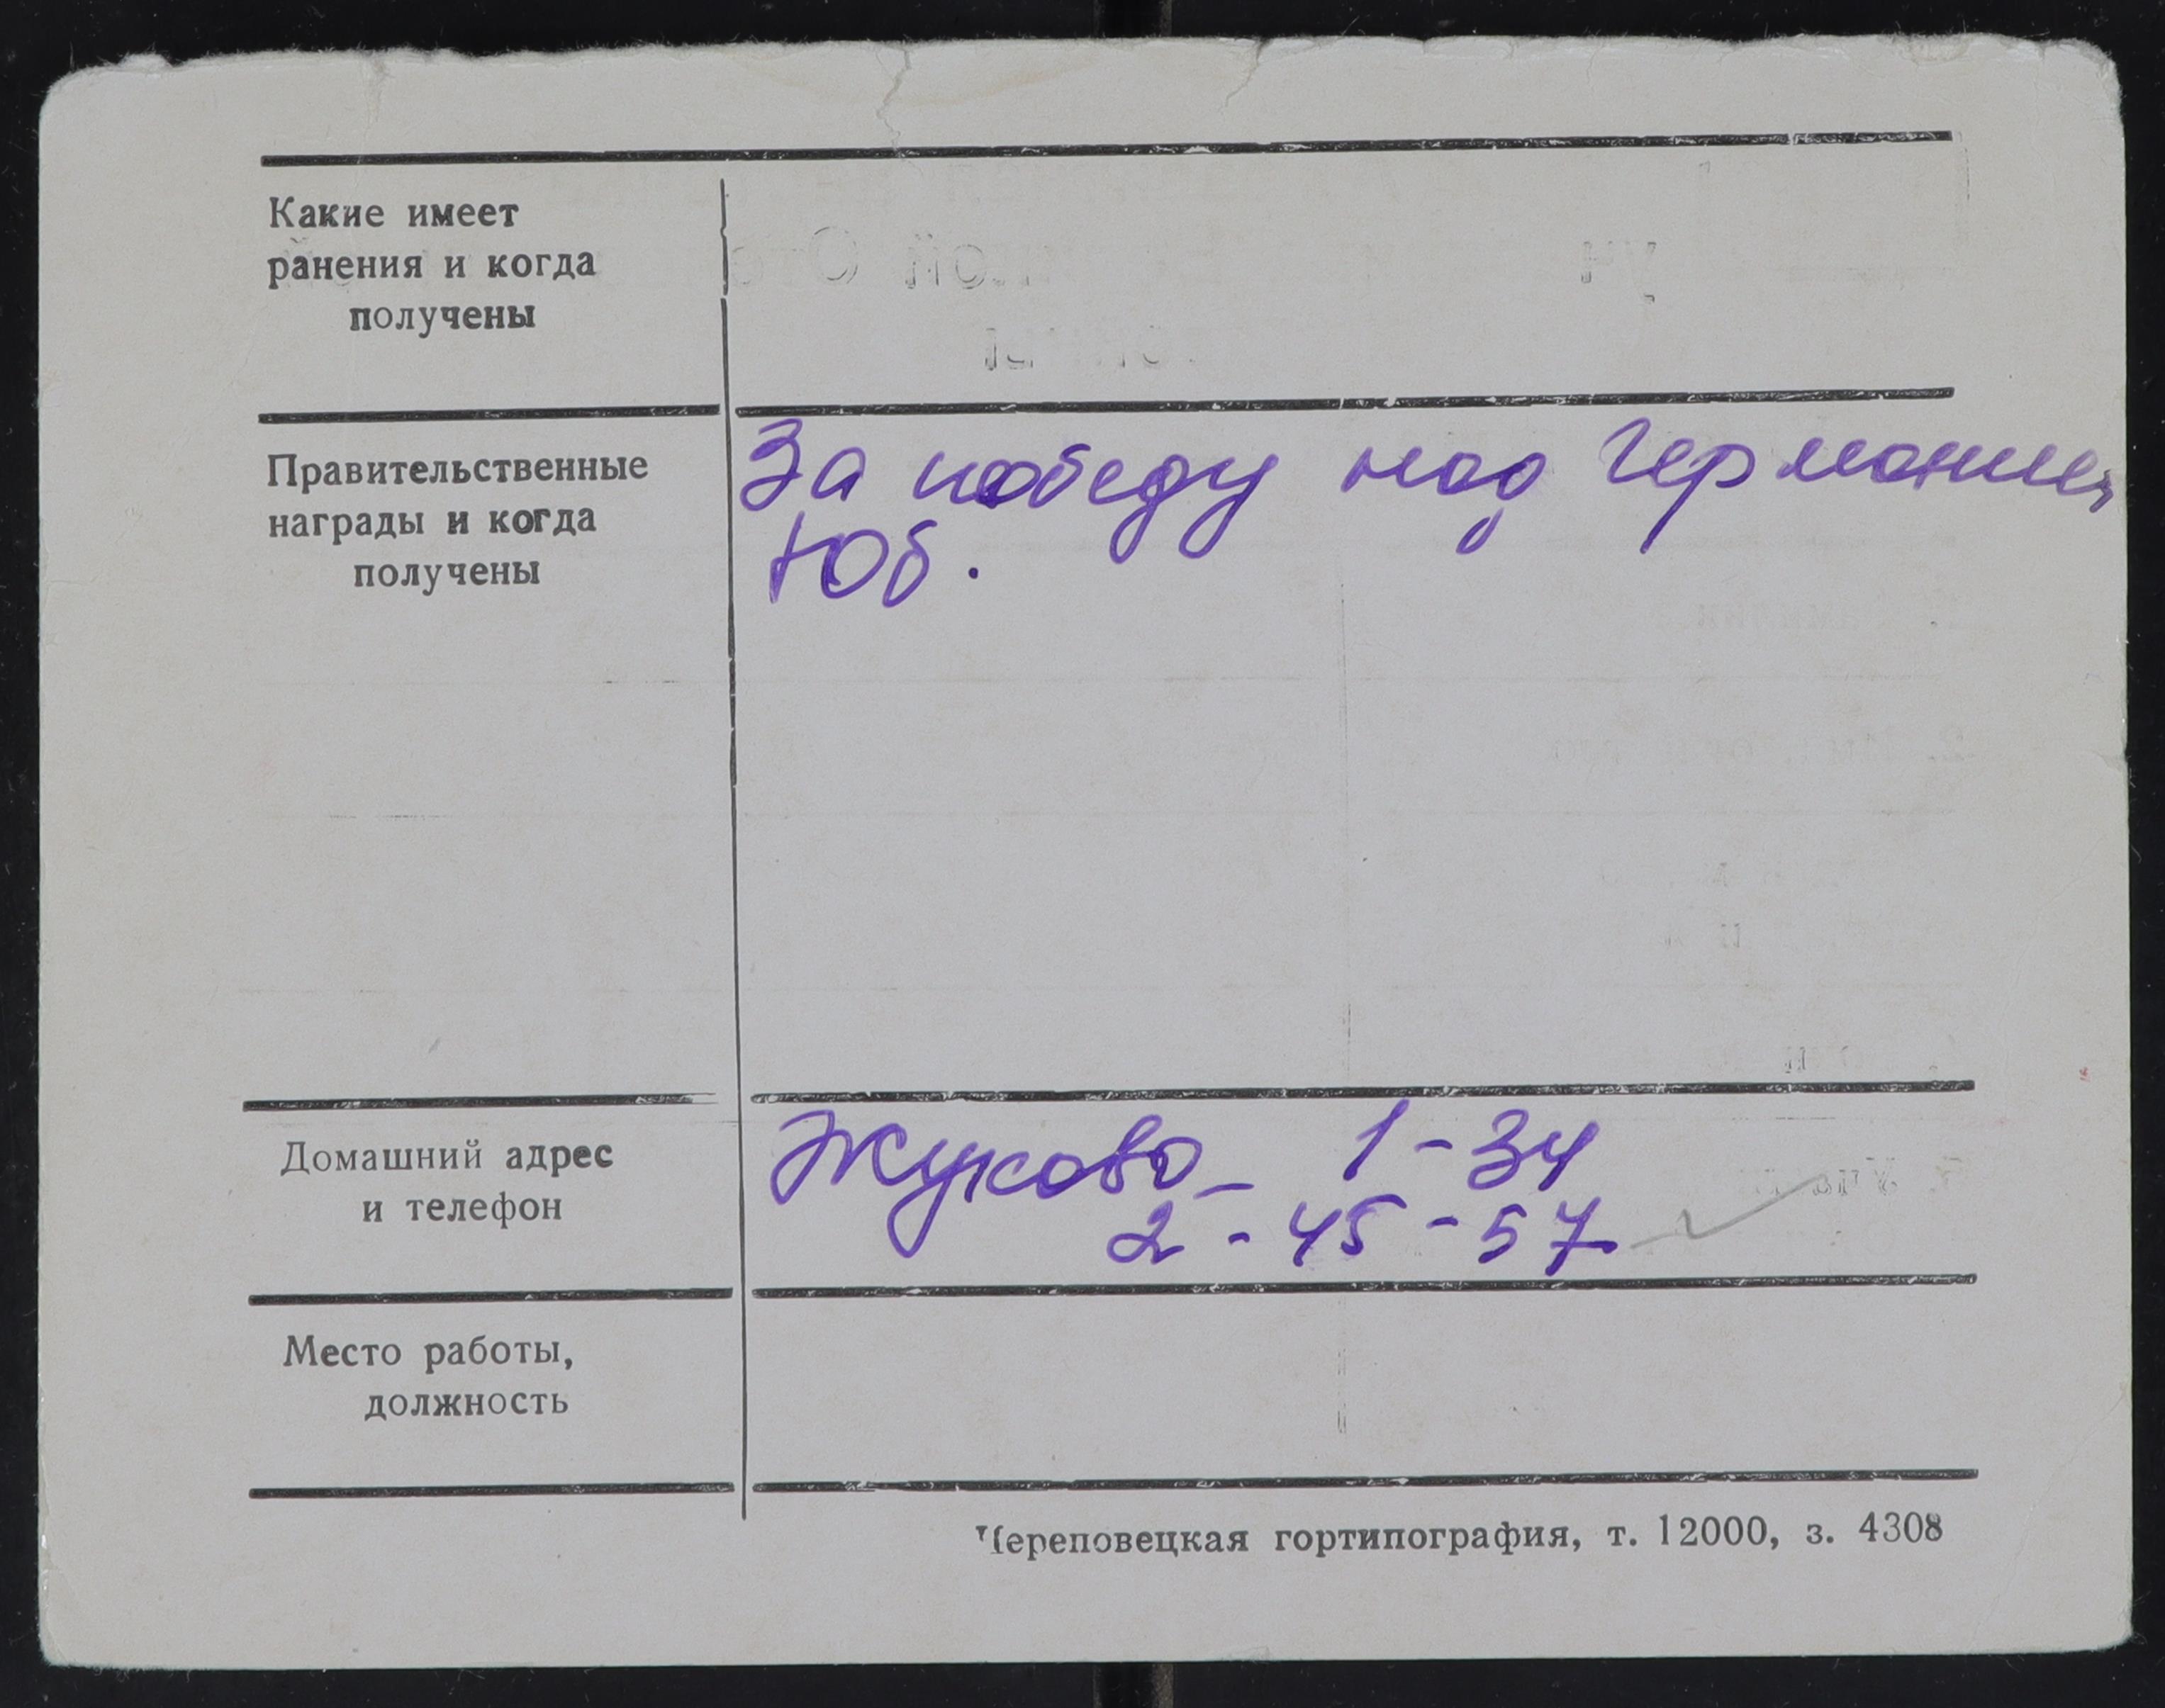 Какие имеет
ранения и когда
получены
Правительственные
награды и когда
получены
За победу над Германией,
Юб.
Домашний адрес
и телефон
Жукова 1-34
2-45-57
Место работы,
должность
Череповецкая гортипография, т. 12000, з. 4308